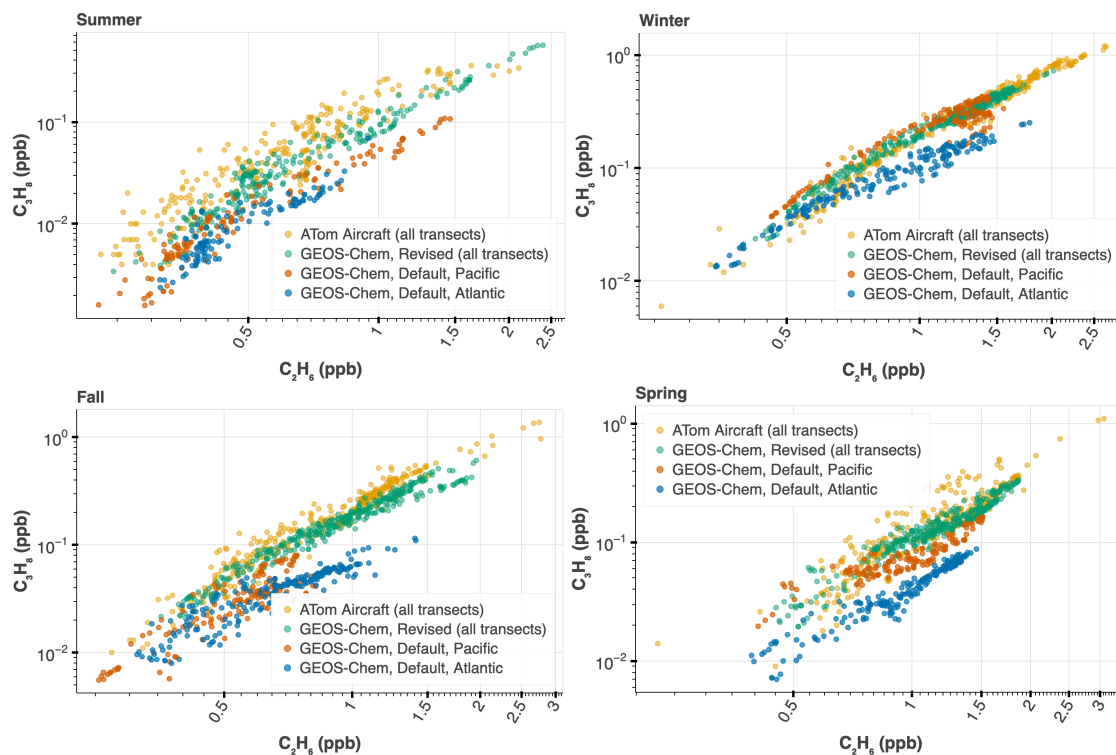 Summer
C₃H₈ (ppb)
10⁻¹
10⁻²
ATom Aircraft (all transects)
GEOS-Chem, Revised (all transects)
GEOS-Chem, Default, Pacific
GEOS-Chem, Default, Atlantic
0.5 1 1.5 2 2.5
C₂H₆ (ppb)
Winter
C₃H₈ (ppb)
10⁰
10⁻¹
10⁻²
ATom Aircraft (all transects)
GEOS-Chem, Revised (all transects)
GEOS-Chem, Default, Pacific
GEOS-Chem, Default, Atlantic
0.5 1 1.5 2 2.5
C₂H₆ (ppb)
Fall
C₃H₈ (ppb)
10⁰
10⁻¹
10⁻²
ATom Aircraft (all transects)
GEOS-Chem, Revised (all transects)
GEOS-Chem, Default, Pacific
GEOS-Chem, Default, Atlantic
0.5 1 1.5 2 2.5 3
C₂H₆ (ppb)
Spring
ATom Aircraft (all transects)
GEOS-Chem, Revised (all transects)
GEOS-Chem, Default, Pacific
GEOS-Chem, Default, Atlantic
C₃H₈ (ppb)
10⁰
10⁻¹
10⁻²
0.5 1 1.5 2 2.5 3
C₂H₆ (ppb)